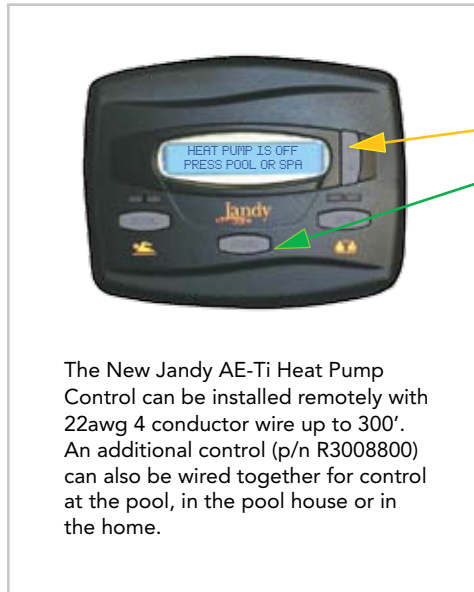 HEAT PUMP IS OFF
PRESS POOL OR SPA
Jandy
The New Jandy AE-Ti Heat Pump
Control can be installed remotely with
22awg 4 conductor wire up to 300’.
An additional control (p/n R3008800)
can also be wired together for control
at the pool, in the pool house or in
the home.